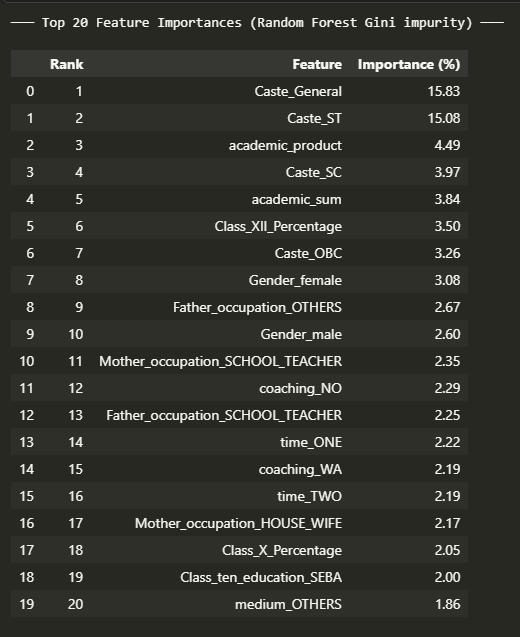 ─── Top 20 Feature Importances (Random Forest Gini impurity) ───
Rank Feature Importance (%)
0 1 Caste_General 15.83
1 2 Caste_ST 15.08
2 3 academic_product 4.49
3 4 Caste_SC 3.97
4 5 academic_sum 3.84
5 6 Class_XII_Percentage 3.50
6 7 Caste_OBC 3.26
7 8 Gender_female 3.08
8 9 Father_occupation_OTHERS 2.67
9 10 Gender_male 2.60
10 11 Mother_occupation_SCHOOL_TEACHER 2.35
11 12 coaching_NO 2.29
12 13 Father_occupation_SCHOOL_TEACHER 2.25
13 14 time_ONE 2.22
14 15 coaching_WA 2.19
15 16 time_TWO 2.19
16 17 Mother_occupation_HOUSE_WIFE 2.17
17 18 Class_X_Percentage 2.05
18 19 Class_ten_education_SEBA 2.00
19 20 medium_OTHERS 1.86